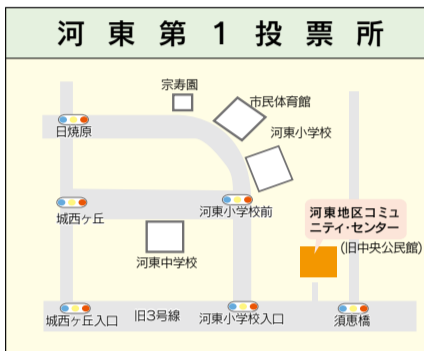 河東第1投票所
宗寿園
市民体育館
日焼原
河東小学校
城西ヶ丘
河東小学校前
河東地区コミュ
ニティ・センター
(旧中央公民館)
河東中学校
城西ヶ丘入口
旧3号線
河東小学校入口
須恵橋